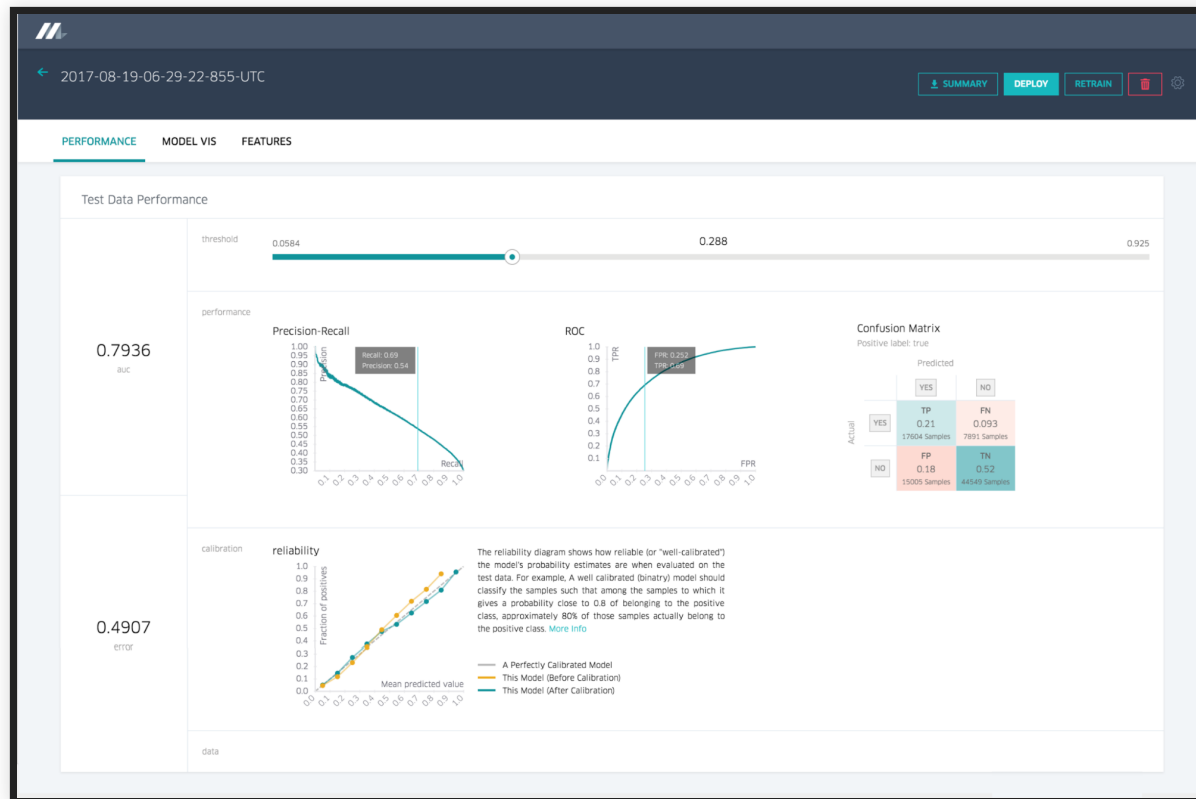 2017-08-19-06-29-22-855-UTC
SUMMARY
DEPLOY
RETRAIN
PERFORMANCE
MODEL VIS
FEATURES
Test Data Performance
0.7936
auc
0.4907
error
threshold
0.0584
0.288
0.925
performance
Precision-Recall
1.00
0.95
0.90
0.85
0.80
0.75
0.70
0.65
0.60
0.55
0.50
0.45
0.40
0.35
0.30
Precision
Recall: 0.69
Precision: 0.54
Recall
0.1 0.2 0.3 0.4 0.5 0.6 0.7 0.8 0.9 1.0
ROC
1.0
0.9
0.8
0.7
0.6
0.5
0.4
0.3
0.2
0.1
TPR
FPR: 0.252
TPR: 0.69
FPR
0.0 0.1 0.2 0.3 0.4 0.5 0.6 0.7 0.8 0.9 1.0
Confusion Matrix
Positive label: true
Predicted
YES NO
Actual
YES
TP
0.21
17604 Samples
FN
0.093
7891 Samples
NO
FP
0.18
15005 Samples
TN
0.52
44549 Samples
calibration
reliability
1.0
0.9
0.8
0.7
0.6
0.5
0.4
0.3
0.2
0.1
0.0
Fraction of positives
Mean predicted value
0.0 0.1 0.2 0.3 0.4 0.5 0.6 0.7 0.8 0.9 1.0
The reliability diagram shows how reliable (or "well-calibrated")
the model's probability estimates are when evaluated on the
test data. For example, A well calibrated (binatry) model should
classify the samples such that among the samples to which it
gives a probability close to 0.8 of belonging to the positive
class, approximately 80% of those samples actually belong to
the positive class. More Info
A Perfectly Calibrated Model
This Model (Before Calibration)
This Model (After Calibration)
data